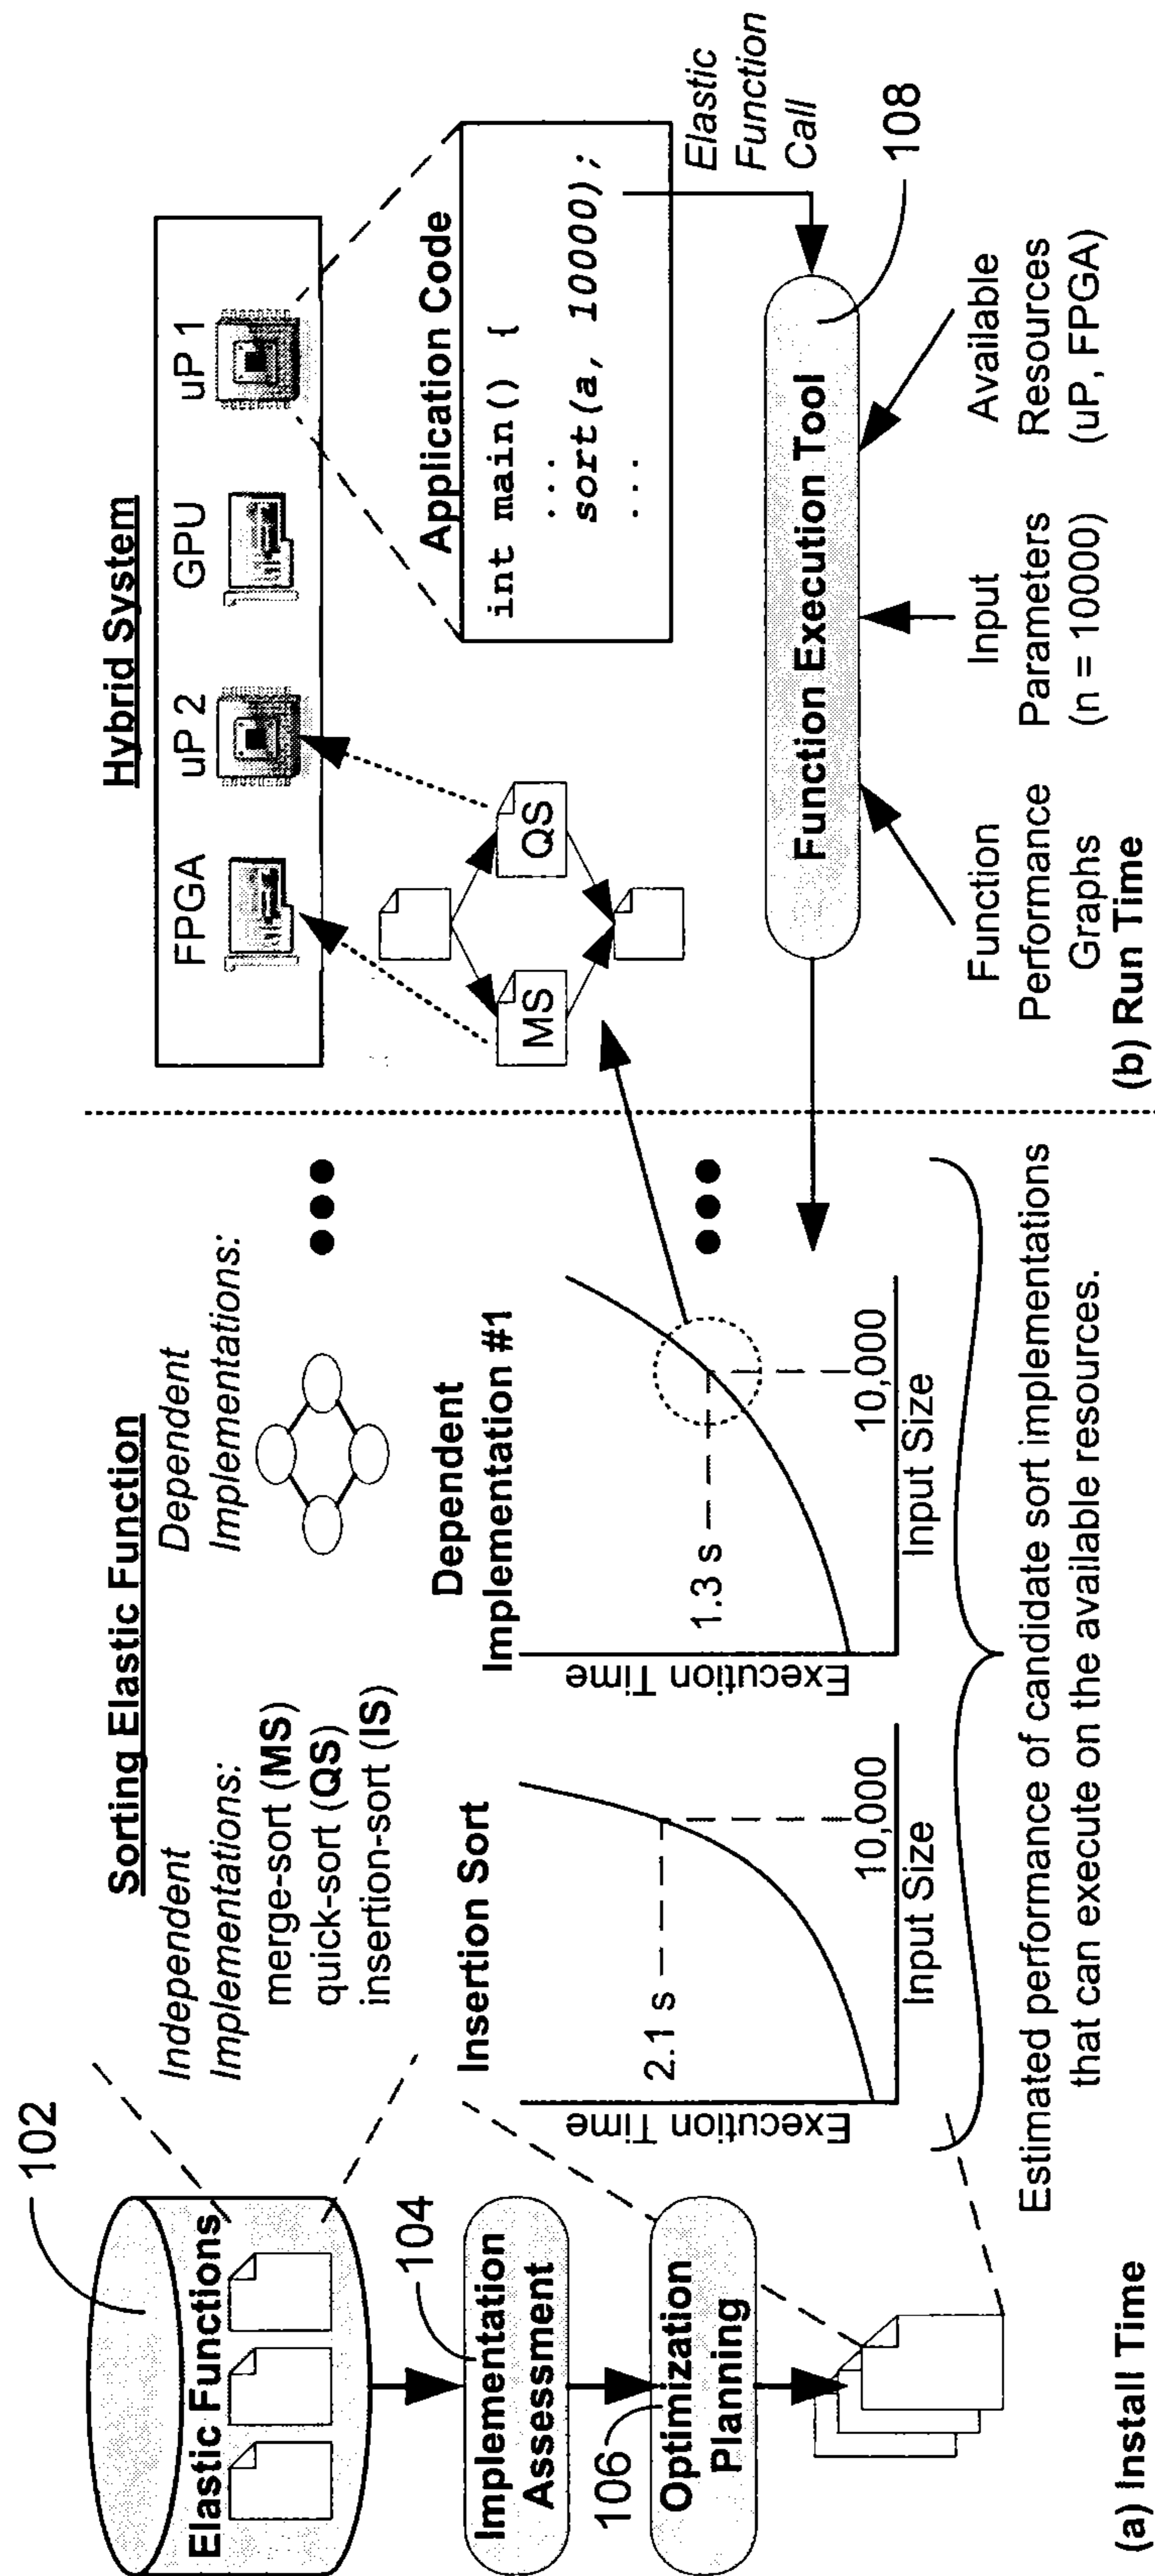 102
Elastic Functions
104
Implementation
Assessment
106
Optimization
Planning
(a) Install Time
Sorting Elastic Function
Independent
Implementations:
merge-sort (MS)
quick-sort (QS)
insertion-sort (IS)
Dependent
Implementations:
Insertion Sort
Execution Time
2.1 s
10,000
Input Size
Dependent
Implementation #1
Execution Time
1.3 s
10,000
Input Size
Estimated performance of candidate sort implementations
that can execute on the available resources.
Hybrid System
FPGA
uP 2
GPU
uP 1
MS
QS
Application Code
int main() {
...
sort(a, 10000);
...
Elastic
Function
Call
Function Execution Tool
108
Function
Performance
Graphs
Input
Parameters
(n = 10000)
Available
Resources
(uP, FPGA)
(b) Run Time